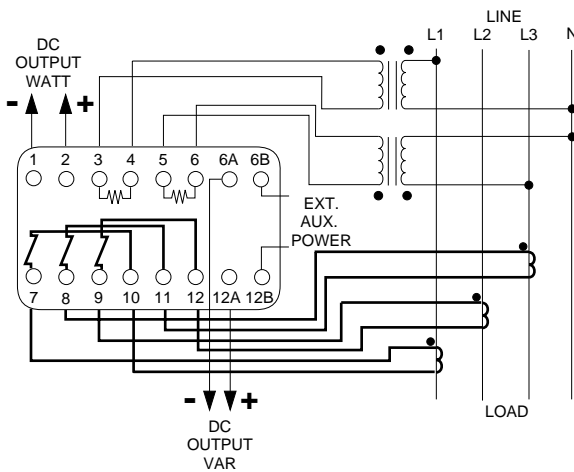 LINE
L1 L2 L3 N
DC
OUTPUT
WATT
- +
1 2 3 4 5 6 6A 6B
EXT.
AUX.
POWER
7 8 9 10 11 12 12A 12B
- +
DC
OUTPUT
VAR
LOAD